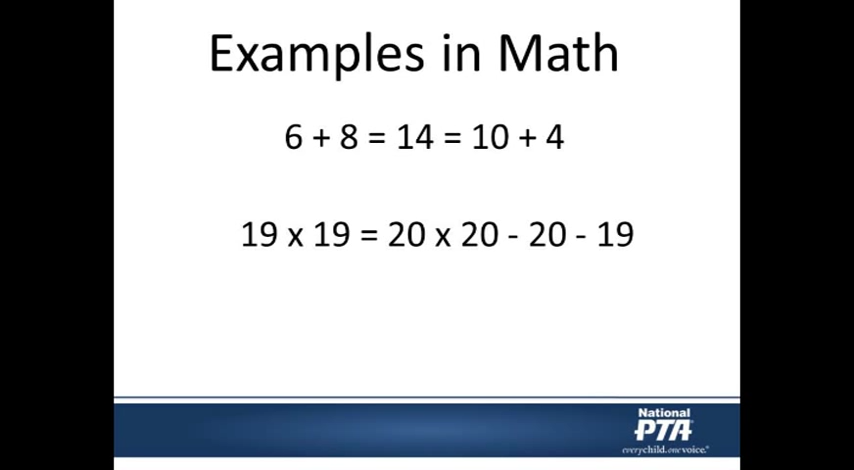 Examples in Math
6 + 8 = 14 = 10 + 4
19 x 19 = 20 x 20 - 20 - 19
National
PTA
everychild.onevoice.